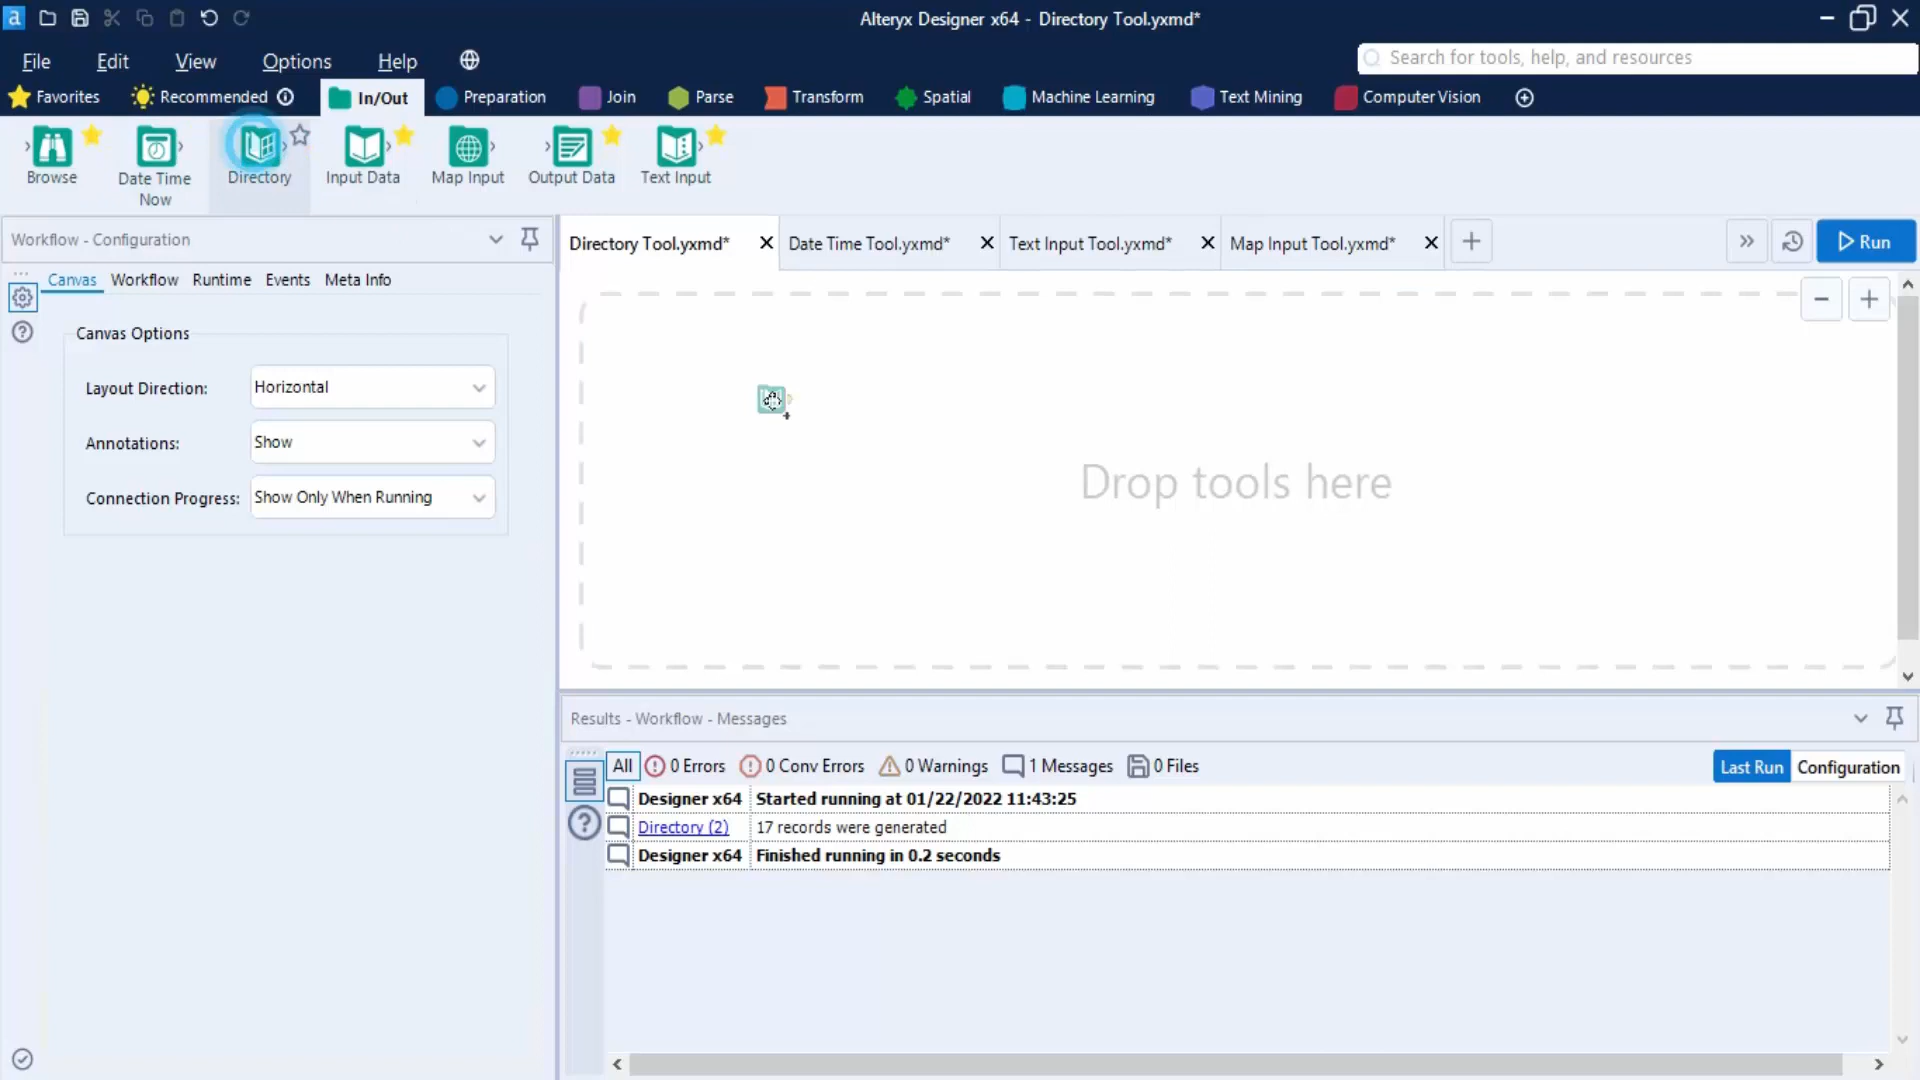 Alteryx Designer x64 - Directory Tool.yxmd*
File Edit View Options Help
Search for tools, help, and resources
Favorites Recommended In/Out Preparation Join Parse Transform Spatial Machine Learning Text Mining Computer Vision
Browse Date Time Now Directory Input Data Map Input Output Data Text Input
Workflow - Configuration
Directory Tool.yxmd* Date Time Tool.yxmd* Text Input Tool.yxmd* Map Input Tool.yxmd* Run
Canvas Workflow Runtime Events Meta Info
Canvas Options
Layout Direction: Horizontal
Annotations: Show
Connection Progress: Show Only When Running
Drop tools here
Results - Workflow - Messages
All 0 Errors 0 Conv Errors 0 Warnings 1 Messages 0 Files Last Run Configuration
Designer x64 Started running at 01/22/2022 11:43:25
Directory (2) 17 records were generated
Designer x64 Finished running in 0.2 seconds